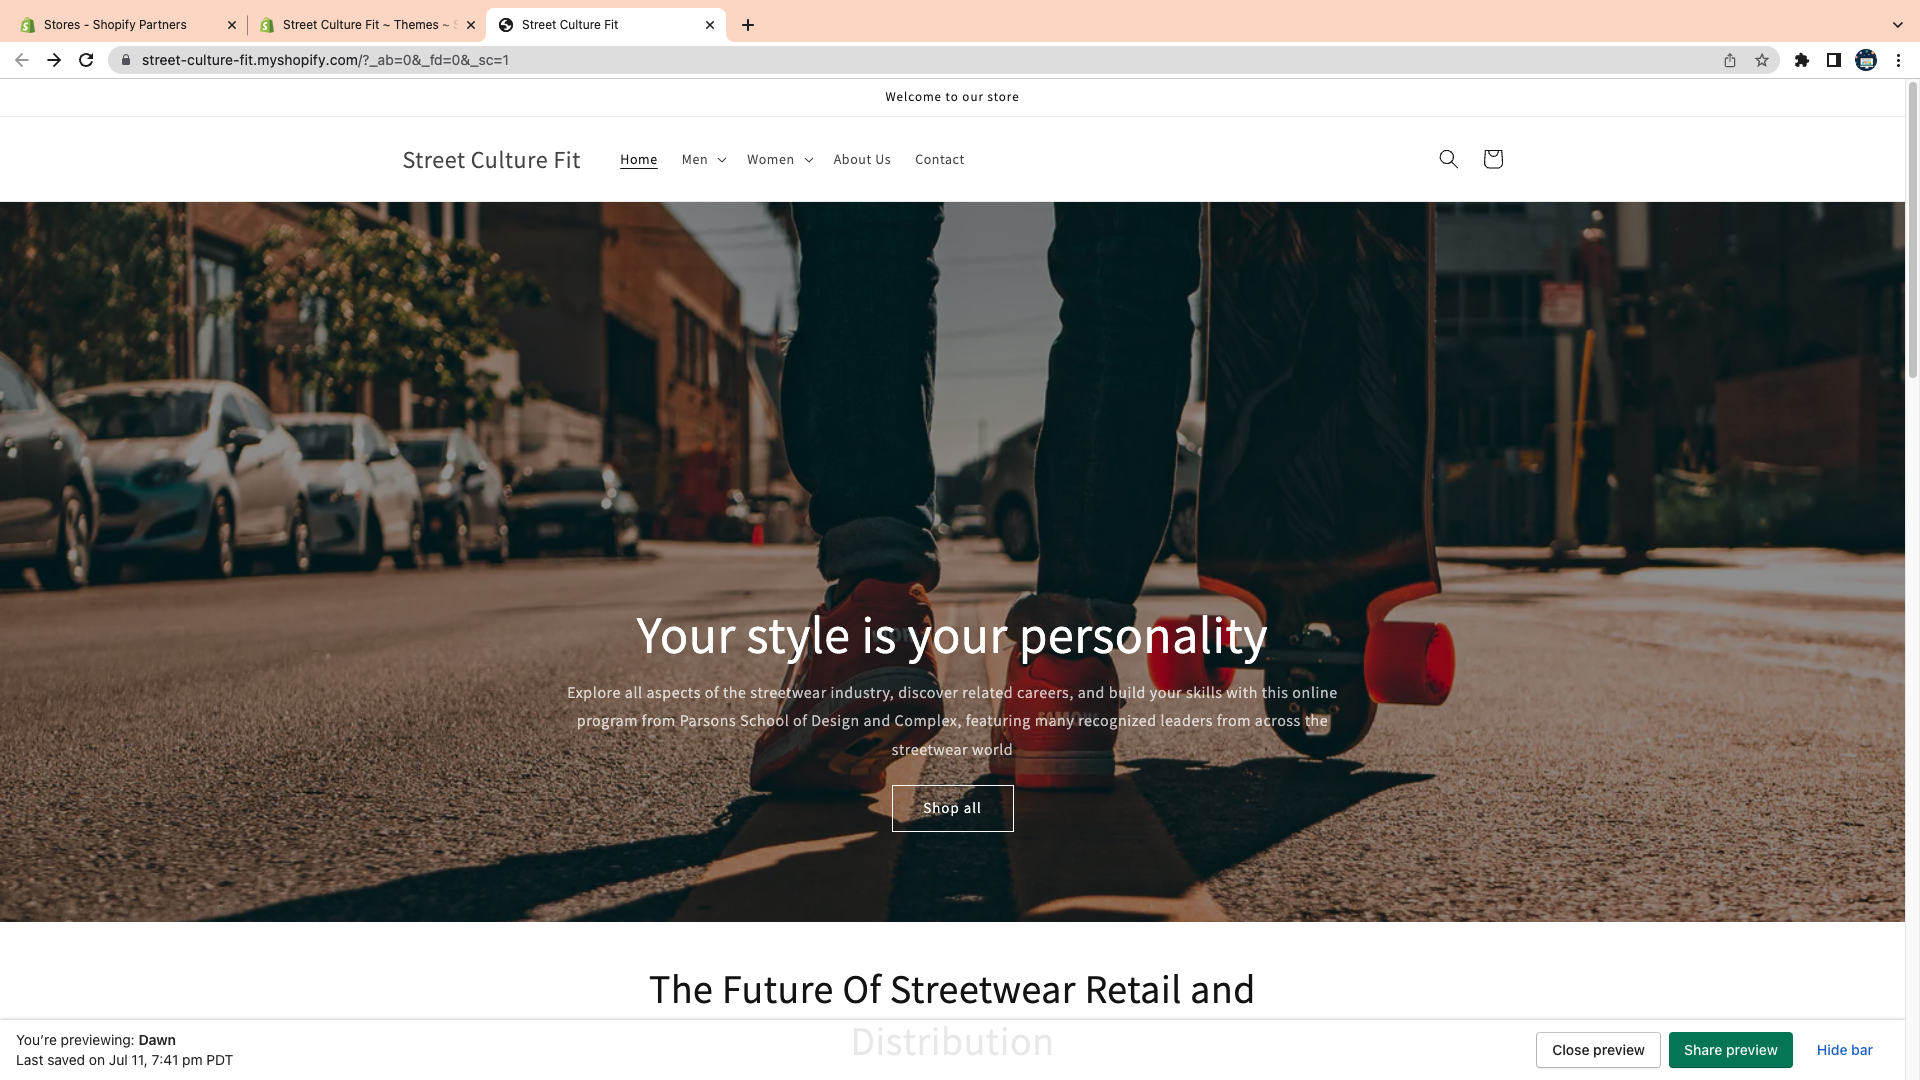 Stores - Shopify Partners
Street Culture Fit ~ Themes ~
Street Culture Fit
street-culture-fit.myshopify.com/?_ab=0&_fd=0&_sc=1
Welcome to our store
Street Culture Fit
Home
Men
Women
About Us
Contact
Your style is your personality
Explore all aspects of the streetwear industry, discover related careers, and build your skills with this online
program from Parsons School of Design and Complex, featuring many recognized leaders from across the
streetwear world
Shop all
The Future Of Streetwear Retail and
Distribution
You're previewing: Dawn
Last saved on Jul 11, 7:41 pm PDT
Close preview
Share preview
Hide bar